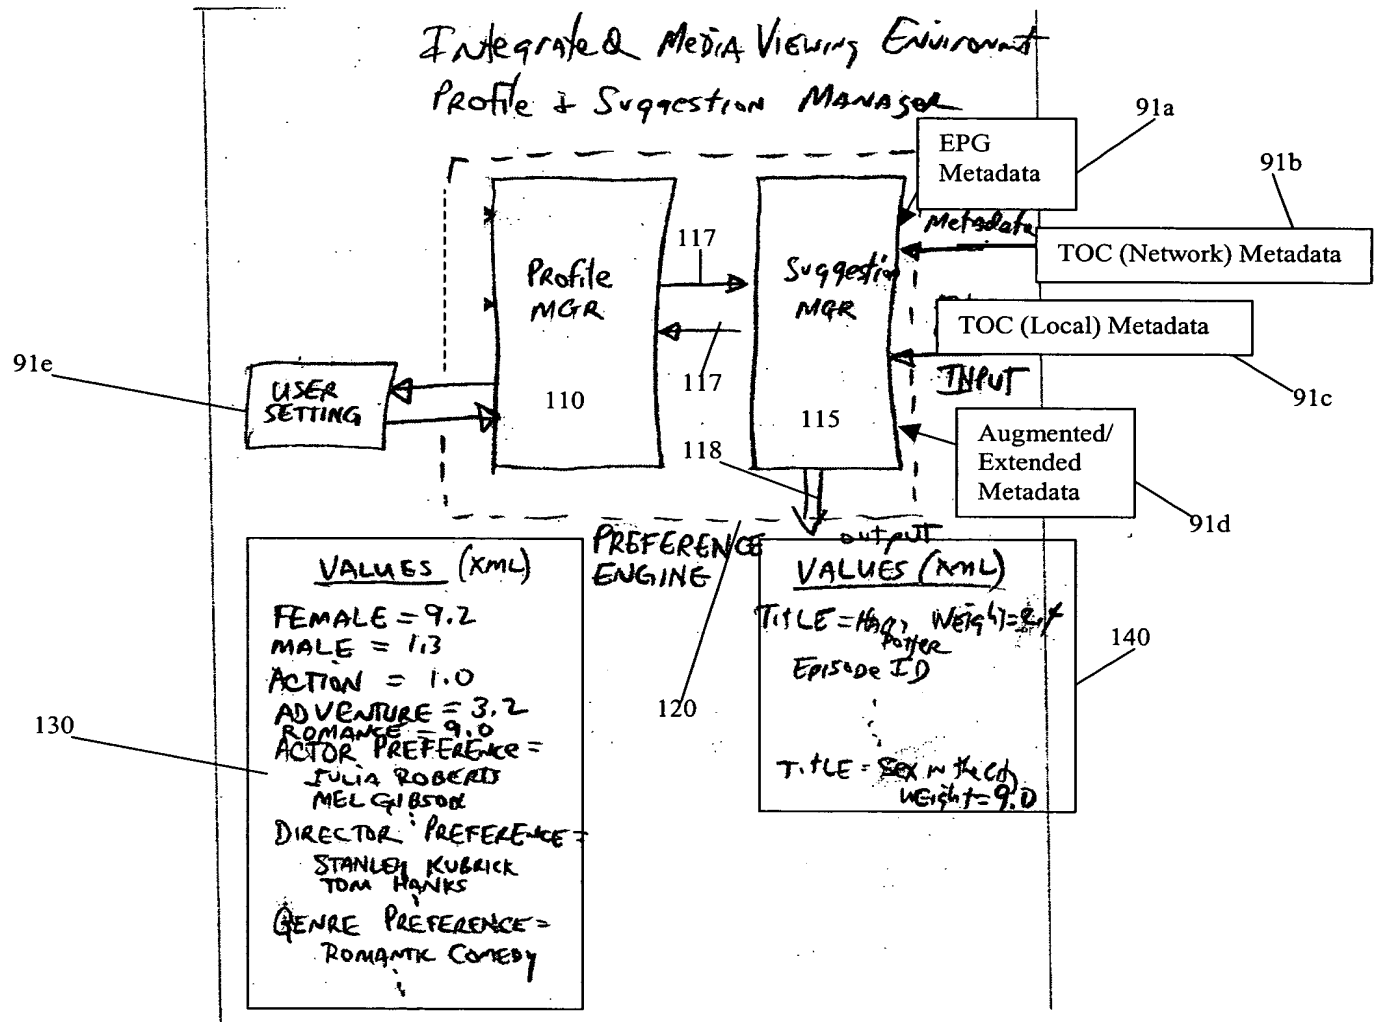 Integrated Media Viewing Environment
Profile & Suggestion Manager
91a
EPG
Metadata
91b
Metadata
TOC (Network) Metadata
117
Profile
MGR
Suggestion
MGR
TOC (Local) Metadata
91e
USER
SETTING
117
INPUT
91c
110
115
118
Augmented/
Extended
Metadata
91d
PREFERENCE
ENGINE
output
VALUES (XML)
FEMALE = 9.2
MALE = 1.3
ACTION = 1.0
ADVENTURE = 3.2
ROMANCE = 9.0
ACTOR PREFERENCE =
JULIA ROBERTS
MEL GIBSON
DIRECTOR PREFERENCE =
STANLEY KUBRICK
TOM HANKS
GENRE PREFERENCE =
ROMANTIC COMEDY
130
120
VALUES (XML)
TITLE = Harry Potter Weight =
Episode ID
TITLE = Sex in the City
Weight = 9.0
140